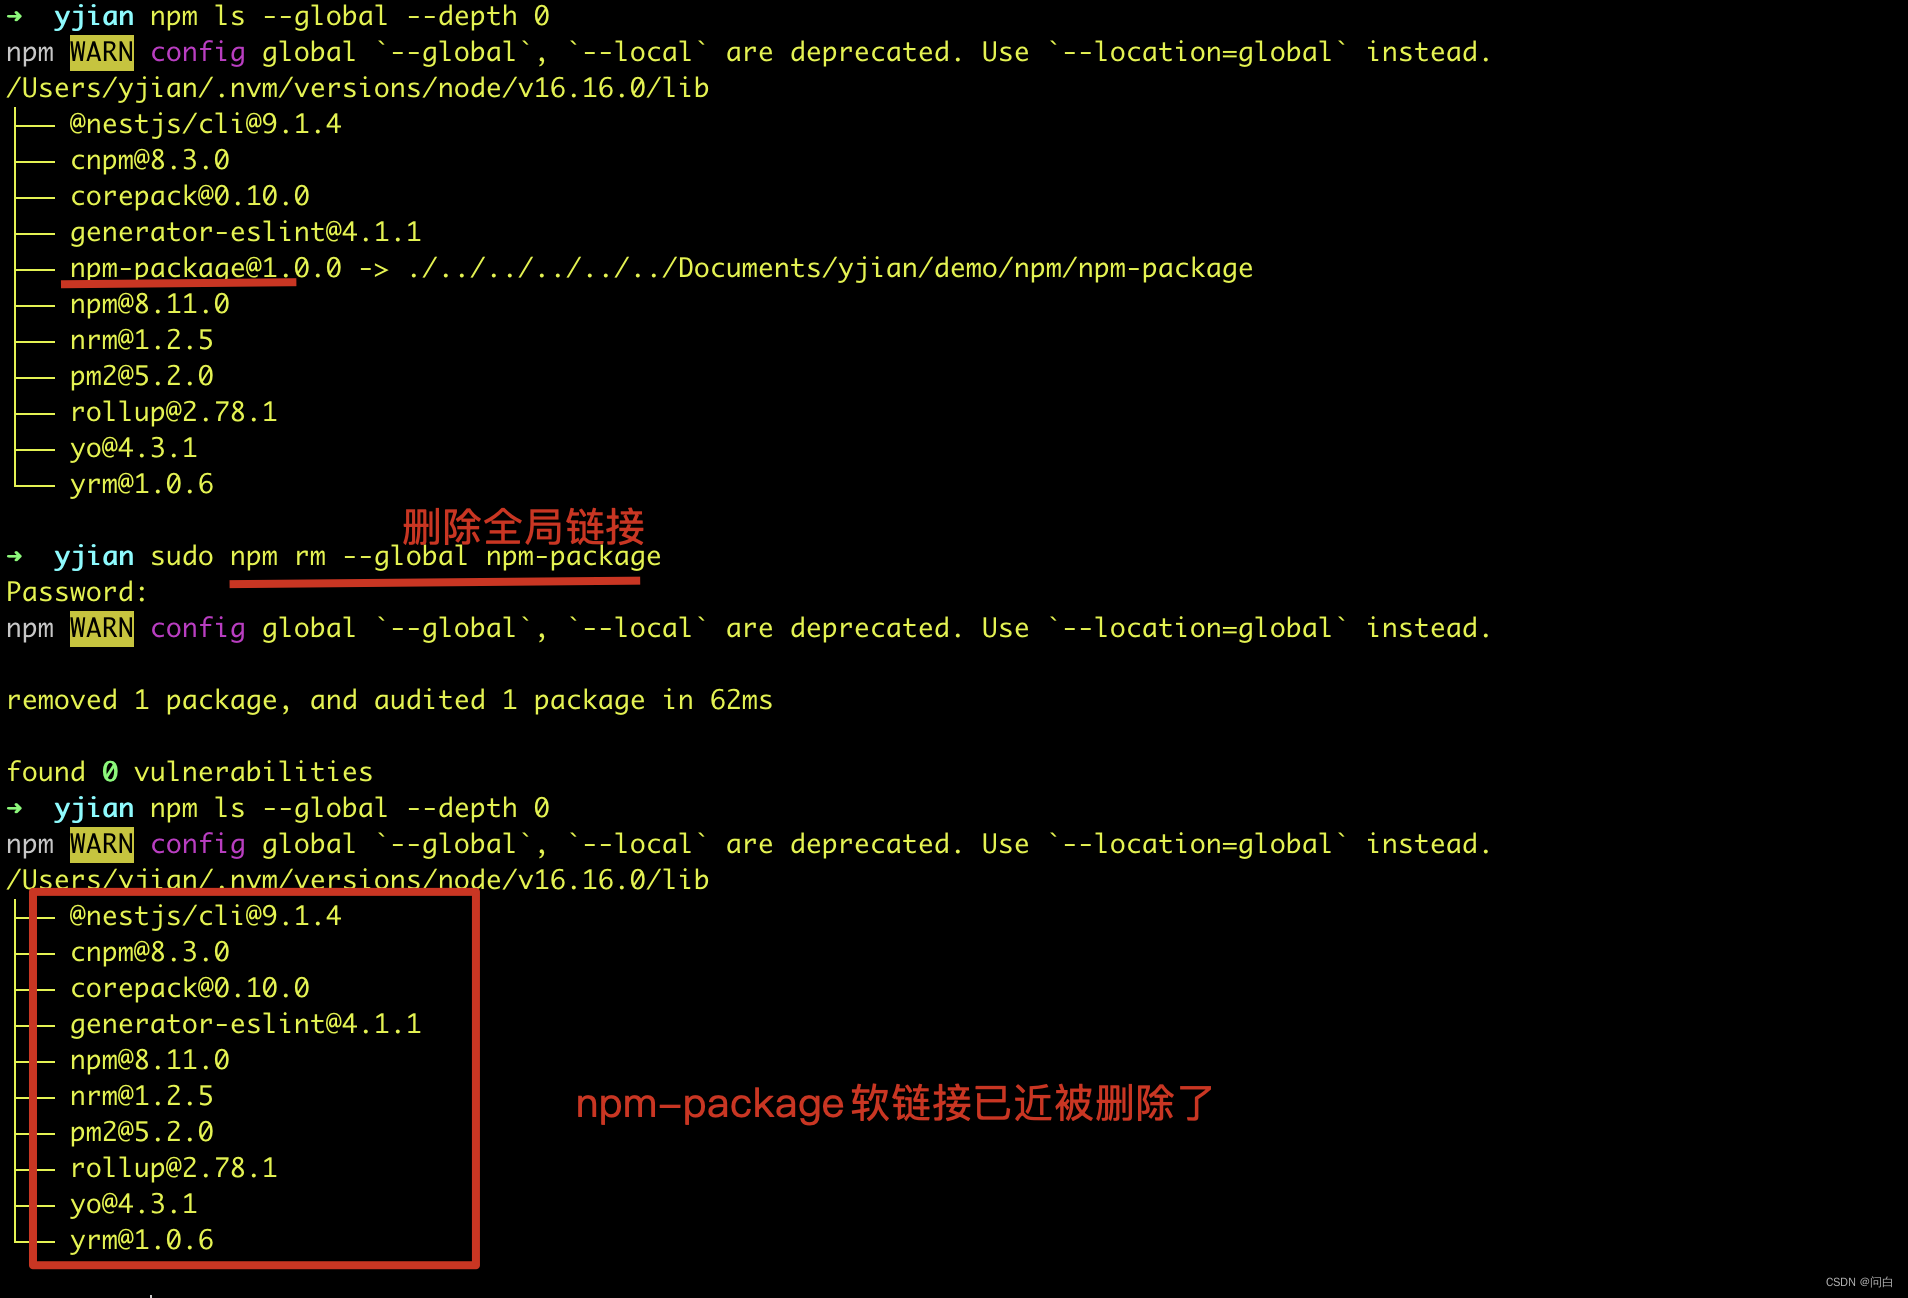 ➜  yjian npm ls --global --depth 0
npm WARN config global `--global`, `--local` are deprecated. Use `--location=global` instead.
/Users/yjian/.nvm/versions/node/v16.16.0/lib
├── @nestjs/cli@9.1.4
├── cnpm@8.3.0
├── corepack@0.10.0
├── generator-eslint@4.1.1
├── npm-package@1.0.0 -> ./../../../../../Documents/yjian/demo/npm/npm-package
├── npm@8.11.0
├── nrm@1.2.5
├── pm2@5.2.0
├── rollup@2.78.1
├── yo@4.3.1
└── yrm@1.0.6
删除全局链接
➜  yjian sudo npm rm --global npm-package
Password:
npm WARN config global `--global`, `--local` are deprecated. Use `--location=global` instead.
removed 1 package, and audited 1 package in 62ms
found 0 vulnerabilities
➜  yjian npm ls --global --depth 0
npm WARN config global `--global`, `--local` are deprecated. Use `--location=global` instead.
/Users/yjian/.nvm/versions/node/v16.16.0/lib
├── @nestjs/cli@9.1.4
├── cnpm@8.3.0
├── corepack@0.10.0
├── generator-eslint@4.1.1
├── npm@8.11.0
├── nrm@1.2.5
npm-package软链接已近被删除了
├── pm2@5.2.0
├── rollup@2.78.1
├── yo@4.3.1
└── yrm@1.0.6
CSDN @问白